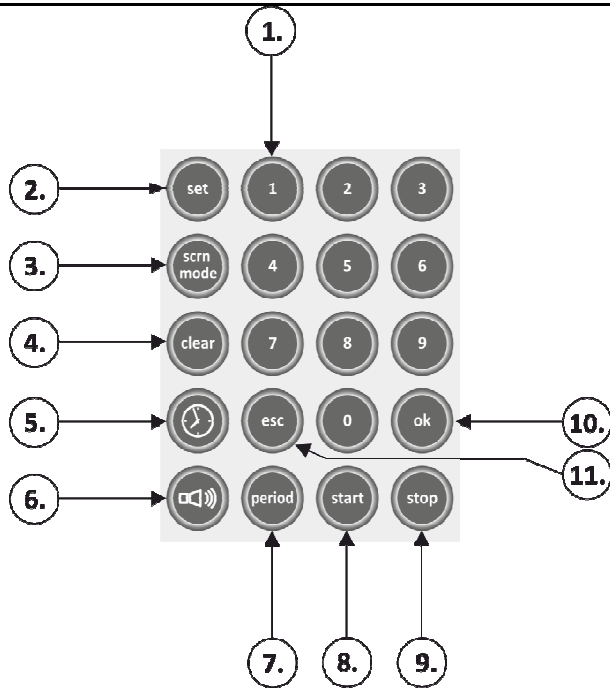 1.
2. set 1 2 3
3. scrn mode 4 5 6
4. clear 7 8 9
5. esc 0 ok 10.
11.
6. period start stop
7. 8. 9.